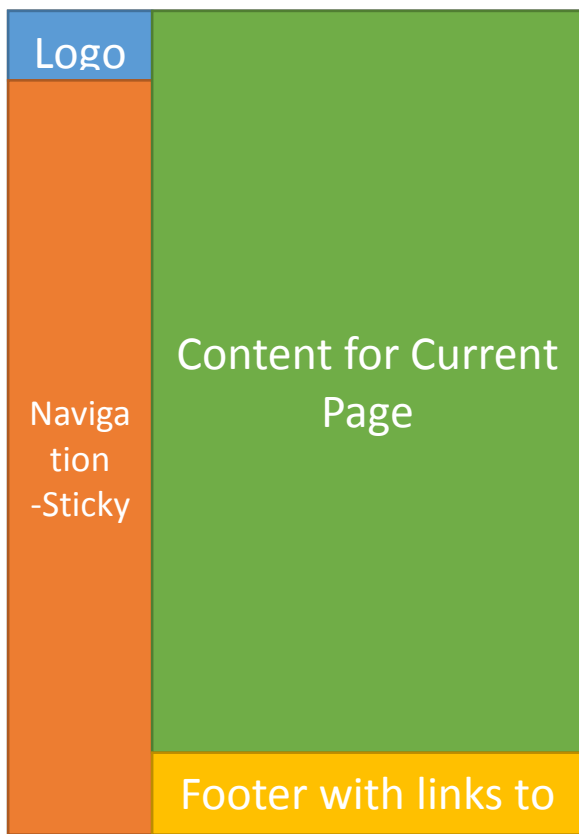 Logo
Content for Current
Page
Naviga
tion
-Sticky
Footer with links to